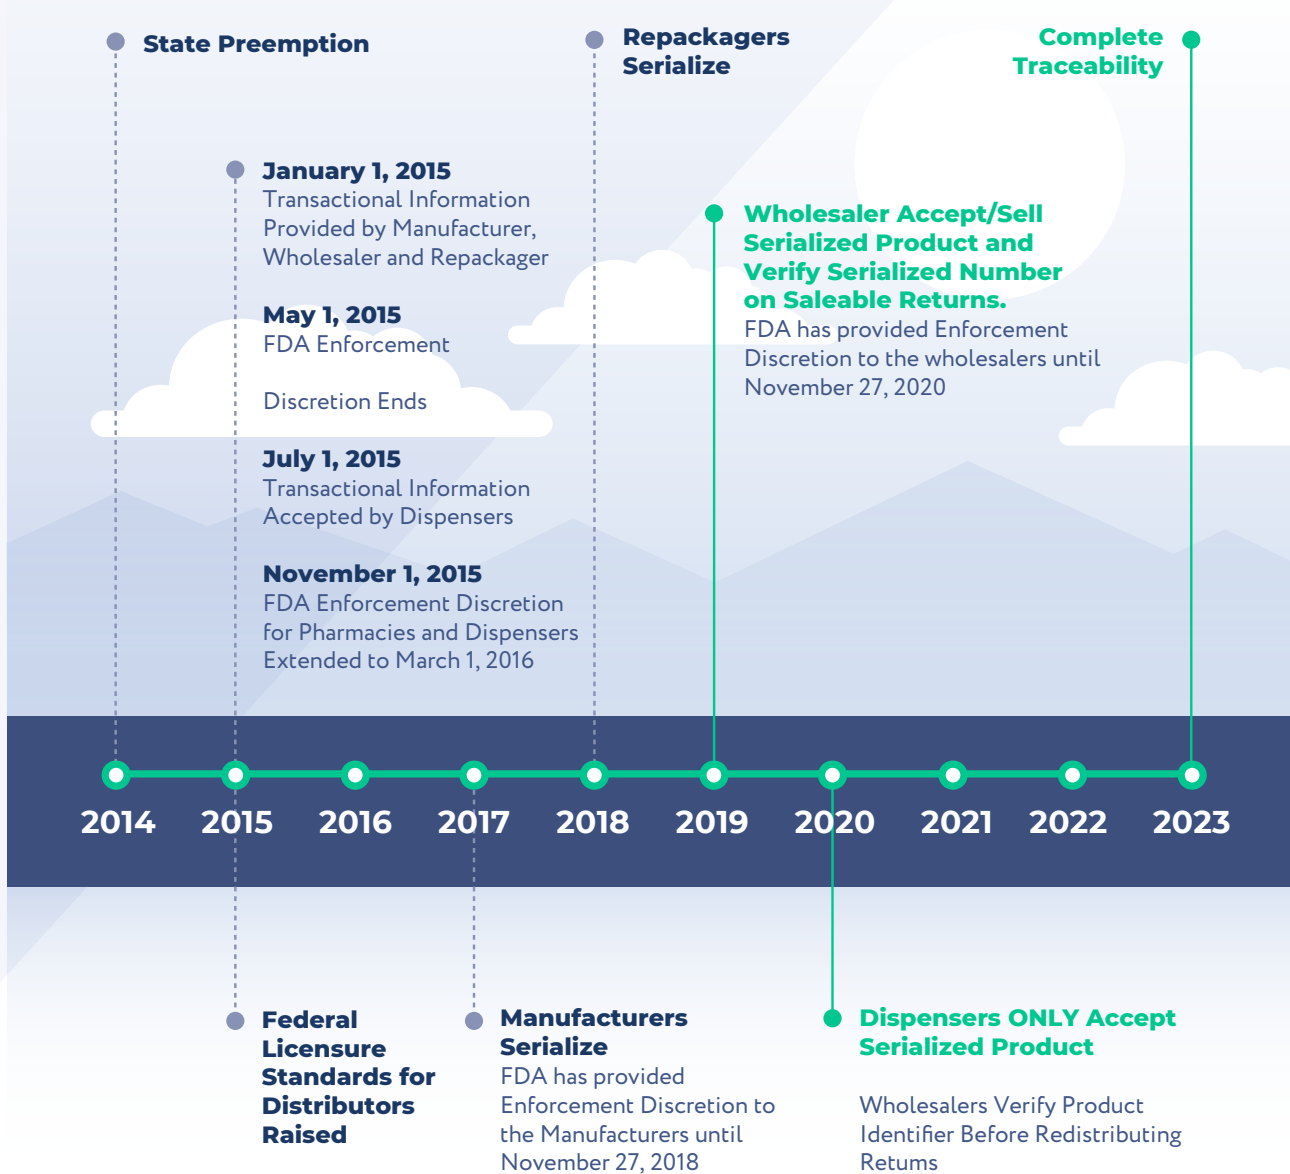 State Preemption
Repackagers
Serialize
Complete
Traceability
January 1, 2015
Transactional Information
Provided by Manufacturer,
Wholesaler and Repackager
May 1, 2015
FDA Enforcement
Discretion Ends
July 1, 2015
Transactional Information
Accepted by Dispensers
November 1, 2015
FDA Enforcement Discretion
for Pharmacies and Dispensers
Extended to March 1, 2016
Wholesaler Accept/Sell
Serialized Product and
Verify Serialized Number
on Saleable Returns.
FDA has provided Enforcement
Discretion to the wholesalers until
November 27, 2020
2014 2015 2016 2017 2018 2019 2020 2021 2022 2023
Federal
Licensure
Standards for
Distributors
Raised
Manufacturers
Serialize
FDA has provided
Enforcement Discretion to
the Manufacturers until
November 27, 2018
Dispensers ONLY Accept
Serialized Product
Wholesalers Verify Product
Identifier Before Redistributing
Retums